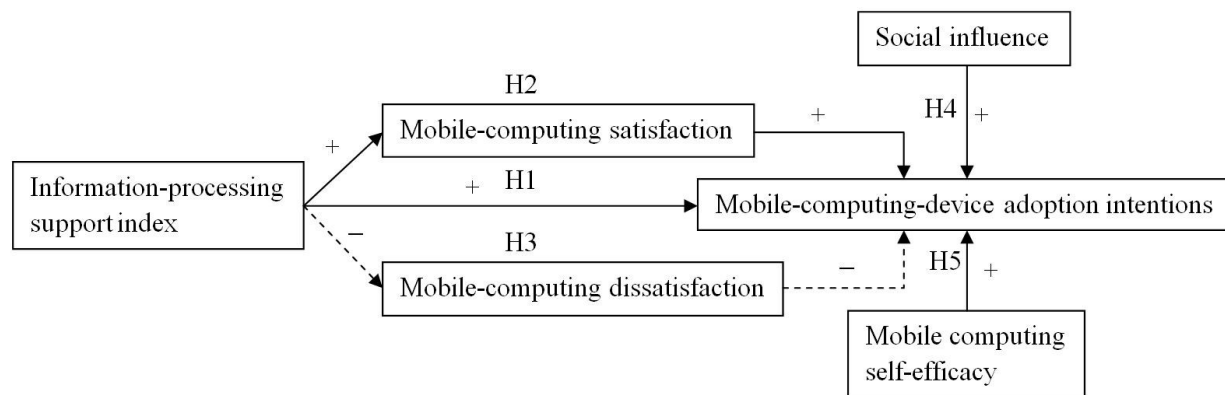 Social influence
H2
H4
+
Mobile-computing satisfaction
+
+
Information-processing
support index
+
H1
Mobile-computing-device adoption intentions
−
H3
Mobile-computing dissatisfaction
−
H5
+
Mobile computing
self-efficacy